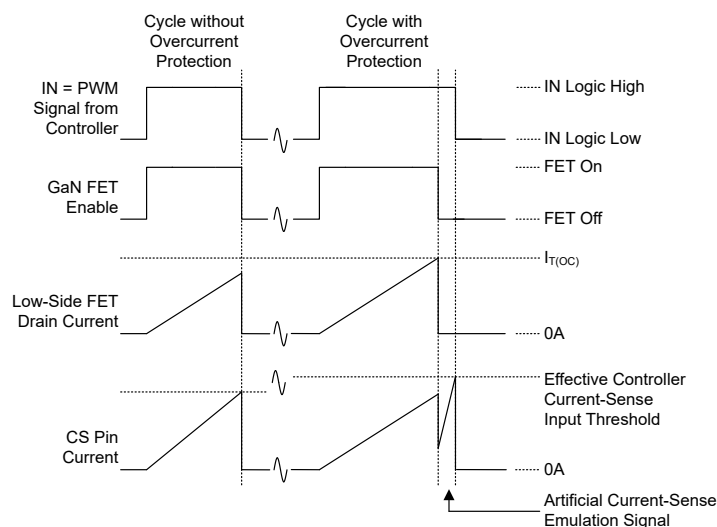 Cycle without
Overcurrent
Protection
Cycle with
Overcurrent
Protection
IN = PWM
Signal from
Controller
IN Logic High
IN Logic Low
GaN FET
Enable
FET On
FET Off
I_T(OC)
Low-Side FET
Drain Current
0A
Effective Controller
Current-Sense
Input Threshold
CS Pin
Current
0A
Artificial Current-Sense
Emulation Signal